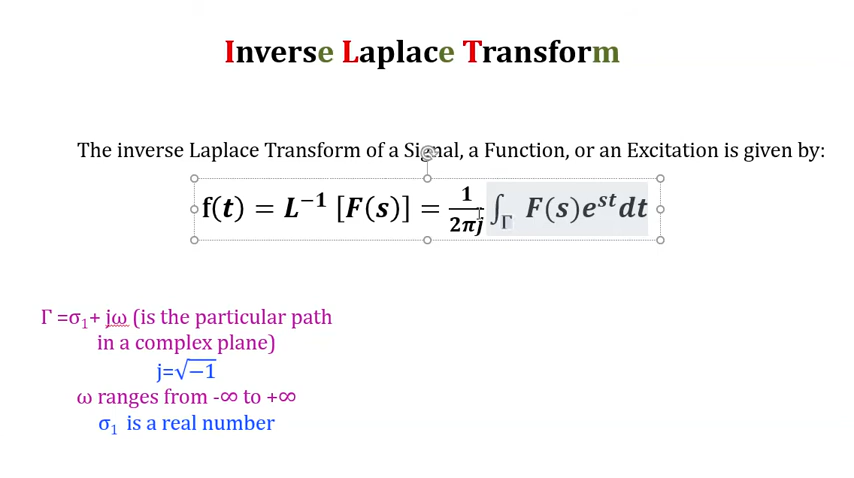 Inverse Laplace Transform
The inverse Laplace Transform of a Signal, a Function, or an Excitation is given by:
f(t) = L⁻¹ [F(s)] = 1/2πj ∫_Γ F(s)eˢᵗdt
Γ =σ₁+ jω (is the particular path
in a complex plane)
j=√−1
ω ranges from -∞ to +∞
σ₁ is a real number